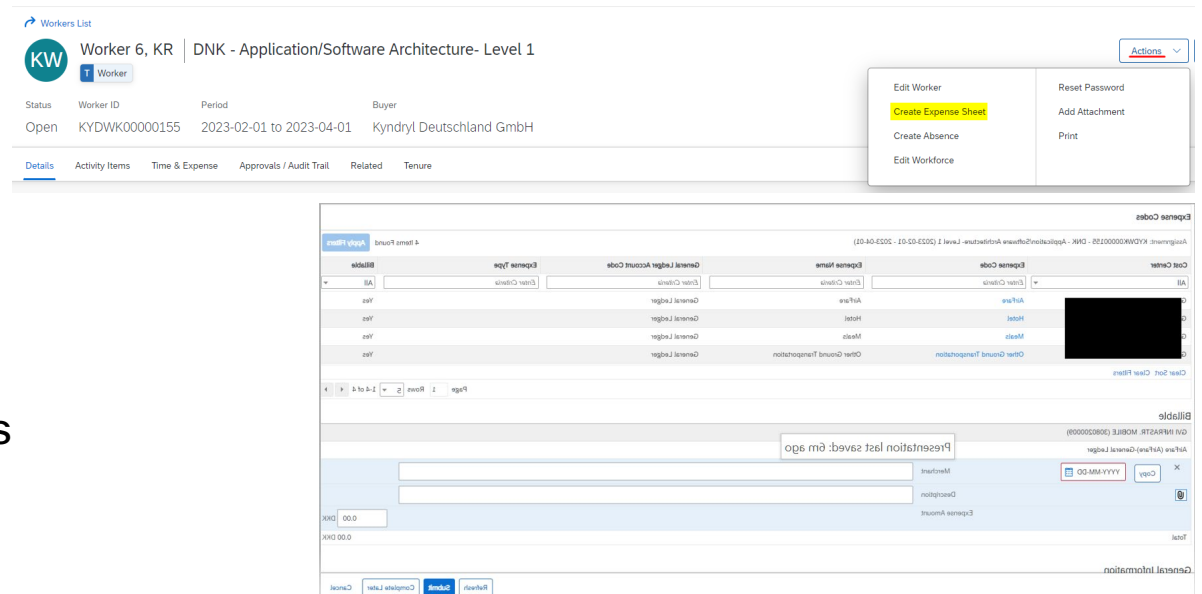 Workers List
KW
Worker 6, KR | DNK - Application/Software Architecture- Level 1
T Worker
Actions
Status Worker ID Period Buyer
Open KYDWK00000155 2023-02-01 to 2023-04-01 Kyndryl Deutschland GmbH
Edit Worker Reset Password
Create Expense Sheet Add Attachment
Create Absence Print
Edit Workforce
Details Activity Items Time & Expense Approvals / Audit Trail Related Tenure
s
Expense Codes
Assignment: KYDWK00000155 - DNK - Application/Software Architecture- Level 1 (2023-02-01 - 2023-04-01) 4 Items Found Apply Filters
Cost Center Expense Code Expense Name General Ledger Account Code Expense Type Billable
All Enter Criteria Enter Criteria Enter Criteria Enter Criteria All
G AirFare AirFare General Ledger Yes
G Hotel Hotel General Ledger Yes
G Meals Meals General Ledger Yes
G Other Ground Transportation Other Ground Transportation General Ledger Yes
Clear Sort Clear Filters
Page 1 Rows 5 1-4 of 4
Billable
GVI INFRASTR. MOBILE (3080200009)
Presentation last saved: 6m ago
AirFare (AirFare)-General Ledger
× Copy YYYY-MM-DD Merchant
Description
Expense Amount 0.00 DKK
Total 0.00 DKK
General Information
Refresh Submit Complete Later Cancel